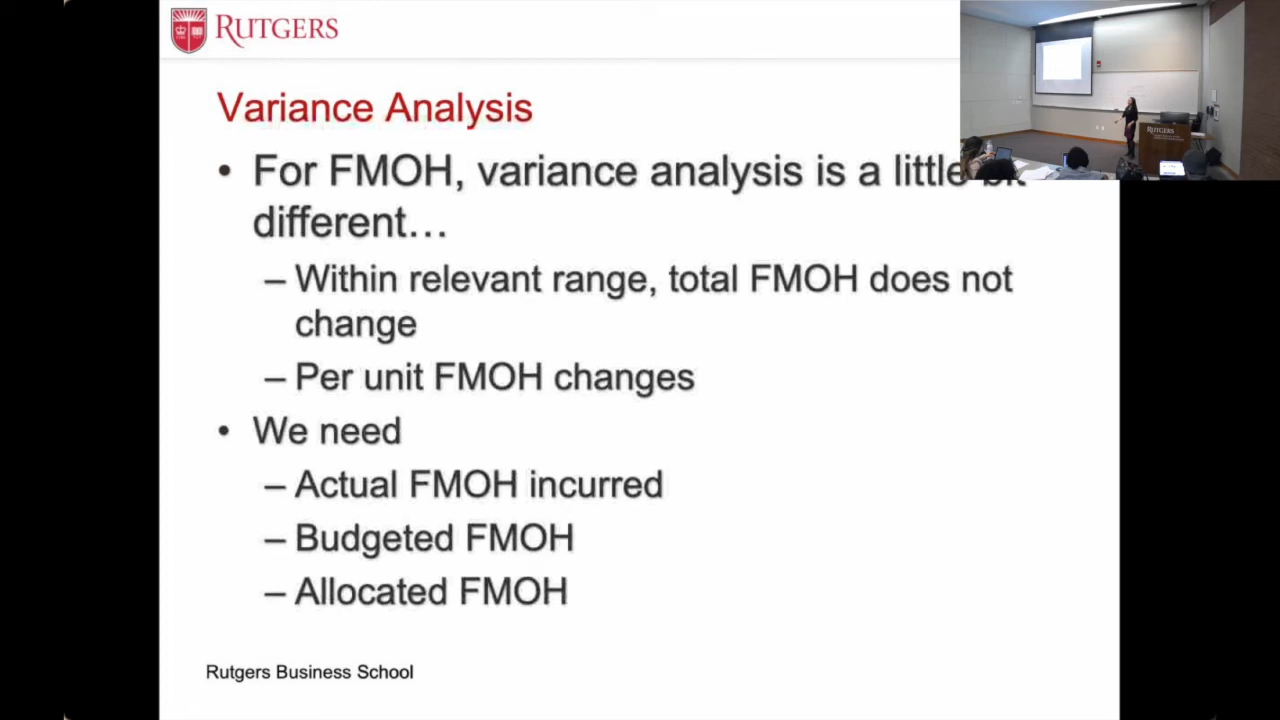 RUTGERS
Variance Analysis
• For FMOH, variance analysis is a little bit
different…
– Within relevant range, total FMOH does not
change
– Per unit FMOH changes
• We need
– Actual FMOH incurred
– Budgeted FMOH
– Allocated FMOH
Rutgers Business School
RUTGERS